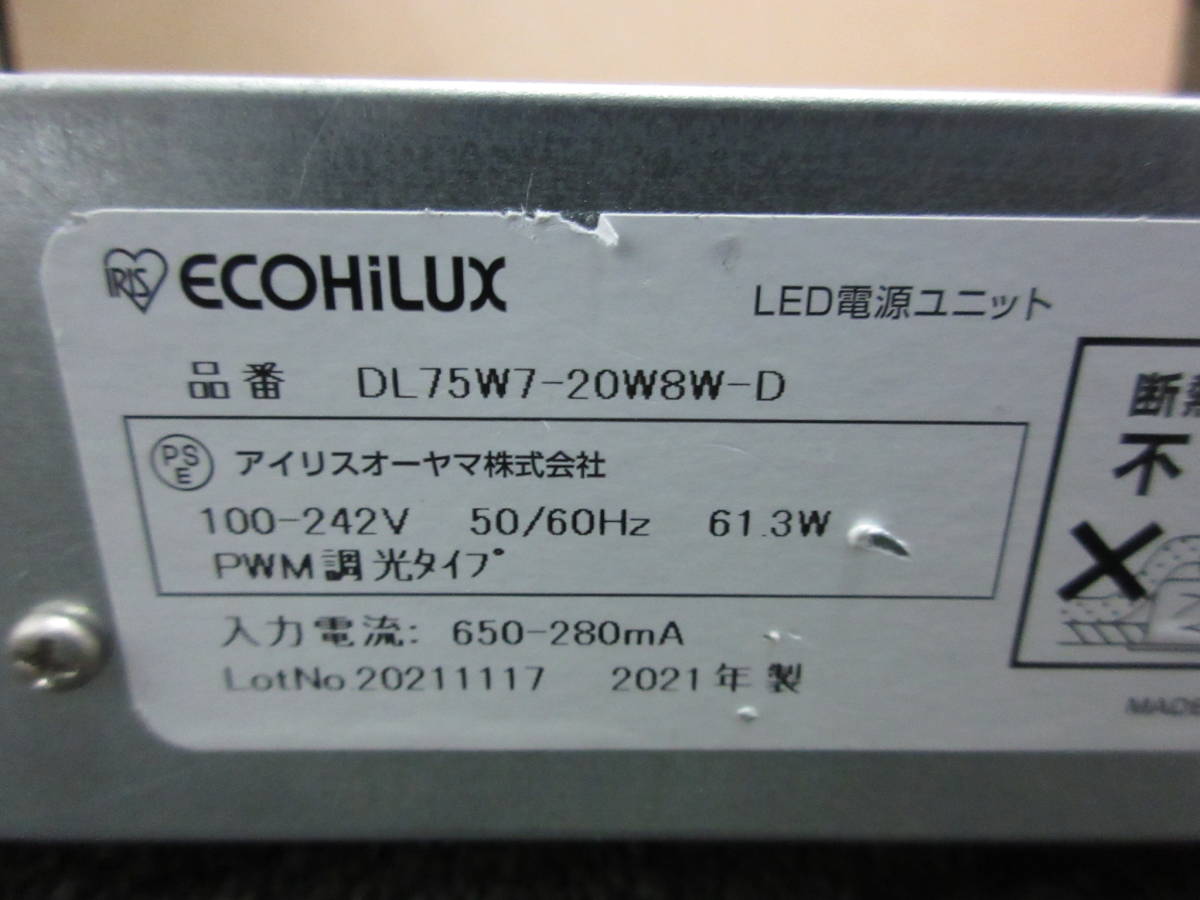 IRIS ECOHiLUX
LED電源ユニット
品番 DL75W7-20W8W-D
PSE アイリスオーヤマ株式会社
100-242V 50/60Hz 61.3W
PWM調光タイプ
入力電流: 650-280mA
LotNo 20211117 2021年製
断熱
不
MADE